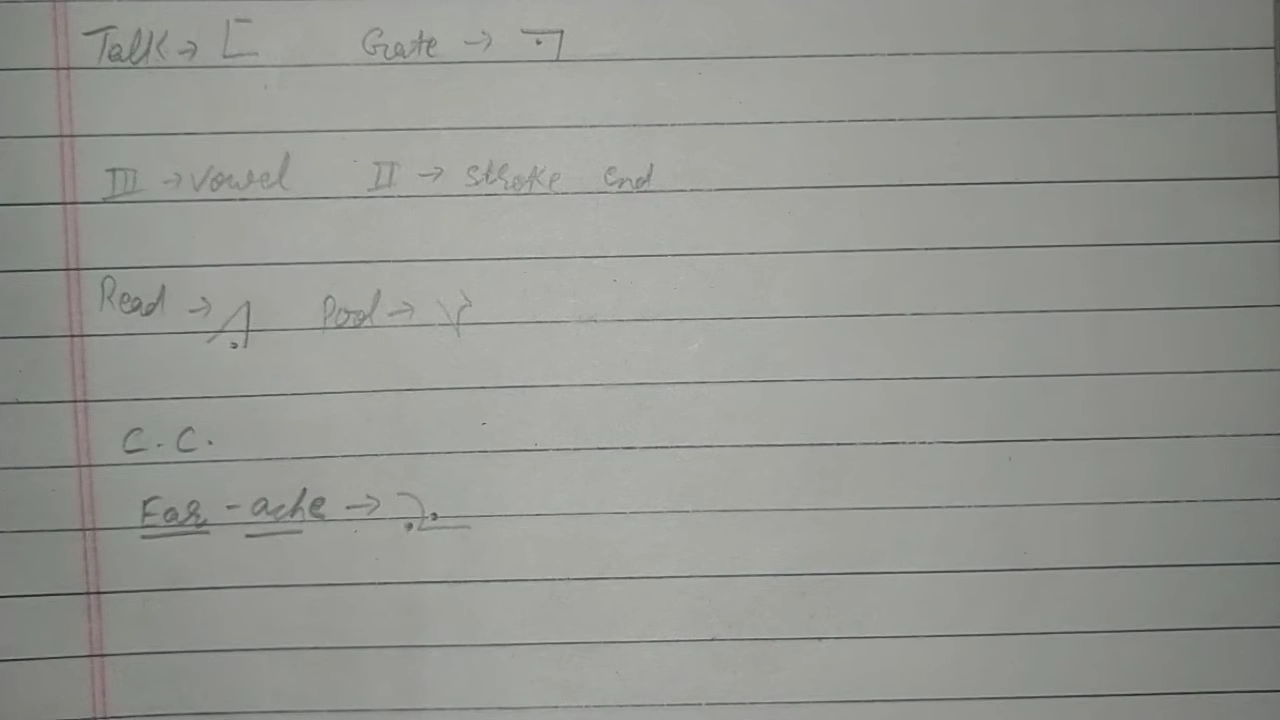 Talk → Gate →
III → vowel II → stroke end
Read → Pool →
C.C.
Ear - ache →